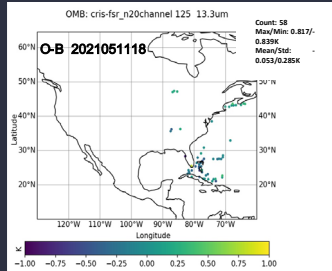 OMB: cris-fsr_n20channel 125 13.3um
Count: 58
Max/Min: 0.817/-
0.839K
Mean/Std: -
0.053/0.285K
O-B 2021051118
60°N
50°N
40°N
30°N
20°N
50°N
40°N
30°N
20°N
Latitude
120°W 110°W 100°W 90°W 80°W 70°W
Longitude
K
−1.00 −0.75 −0.50 −0.25 0.00 0.25 0.50 0.75 1.00